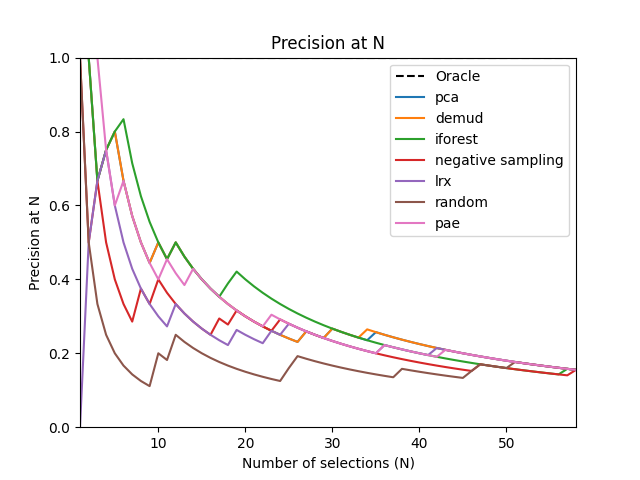 Precision at N
1.0
0.8
0.6
0.4
0.2
0.0
Precision at N
Oracle
pca
demud
iforest
negative sampling
lrx
random
pae
10
20
30
40
50
Number of selections (N)